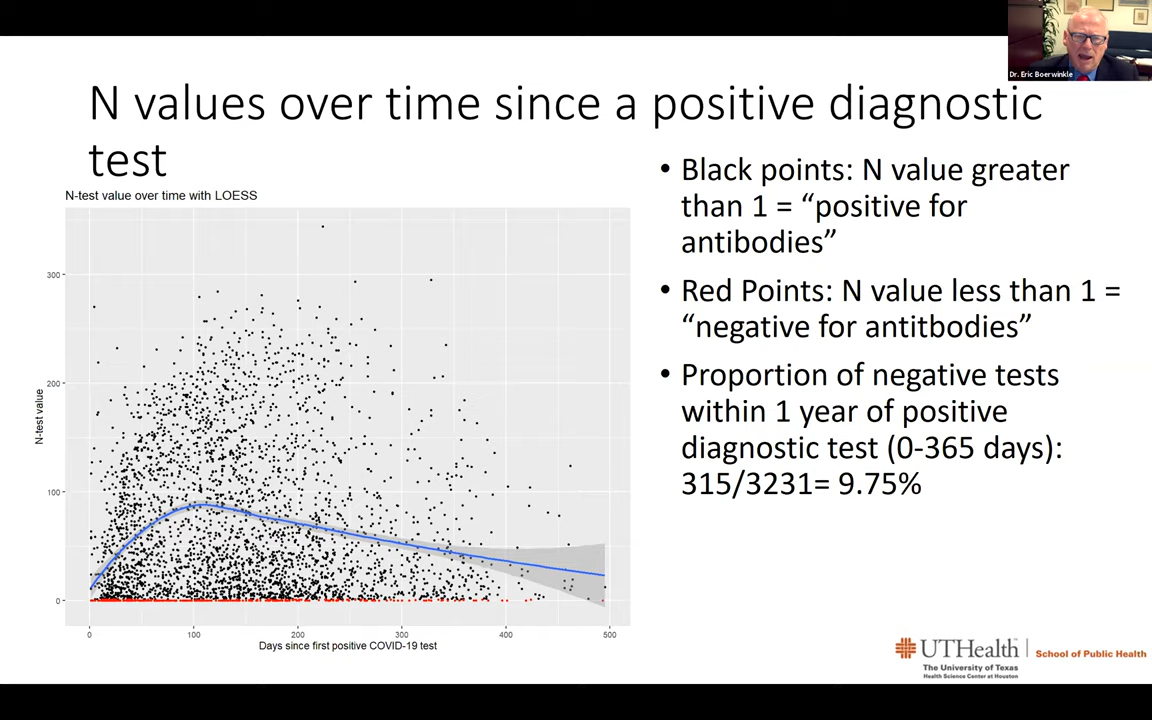 Dr. Eric Boerwinkle
N values over time since a positive diagnostic
test
N-test value over time with LOESS
N-test value
300
200
100
0
0 100 200 300 400 500
Days since first positive COVID-19 test
• Black points: N value greater
than 1 = “positive for
antibodies”
• Red Points: N value less than 1 =
“negative for antitbodies”
• Proportion of negative tests
within 1 year of positive
diagnostic test (0-365 days):
315/3231= 9.75%
UTHealth™ School of Public Health
The University of Texas
Health Science Center at Houston